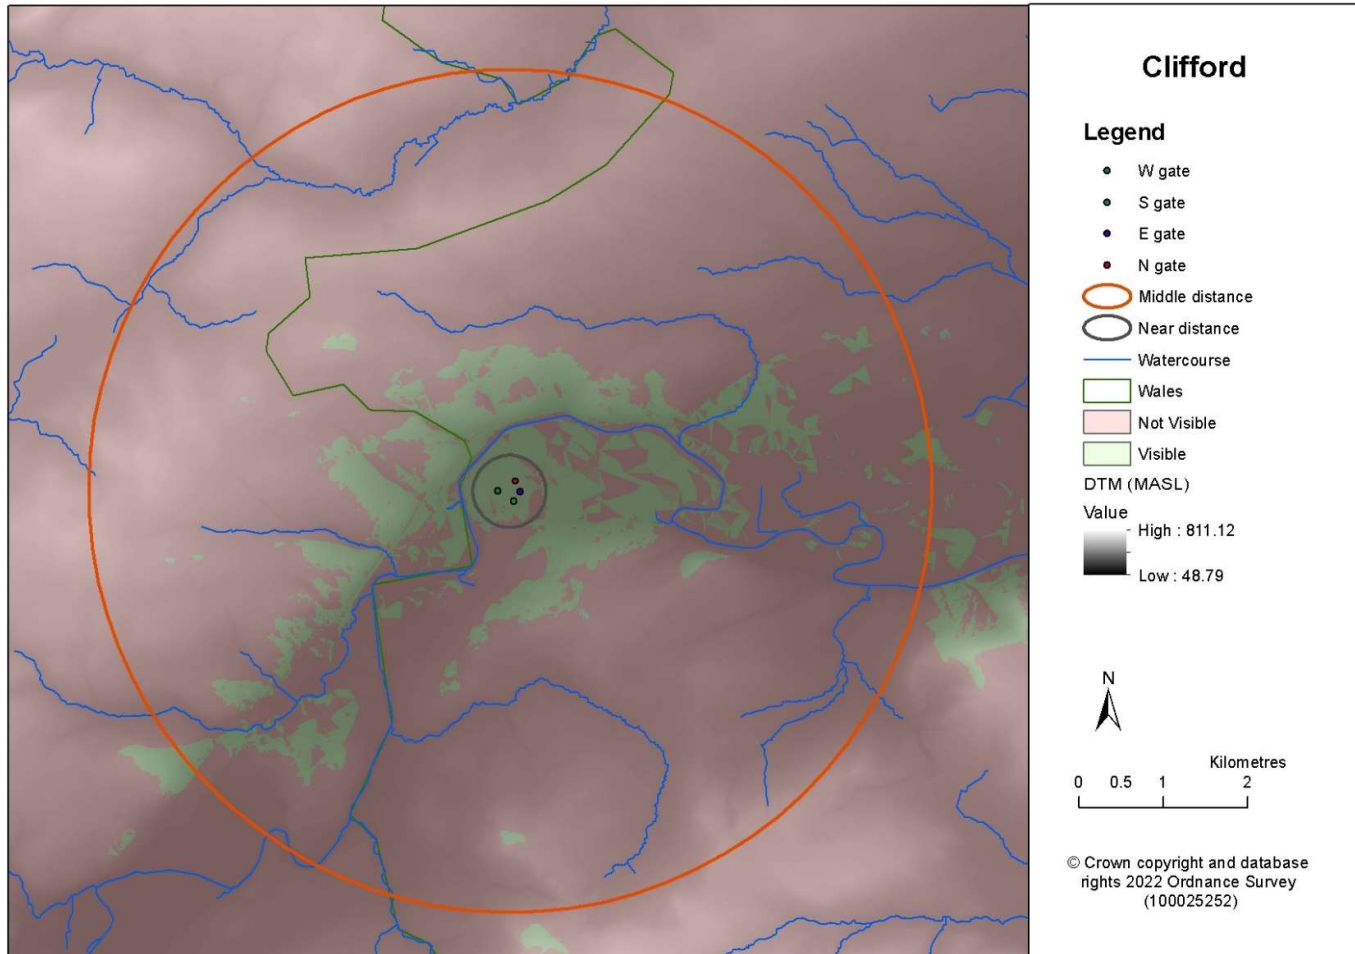 Clifford
Legend
W gate
S gate
E gate
N gate
Middle distance
Near distance
Watercourse
Wales
Not Visible
Visible
DTM (MASL)
Value
High : 811.12
Low : 48.79
N
Kilometres
0 0.5 1 2
© Crown copyright and database
rights 2022 Ordnance Survey
(100025252)